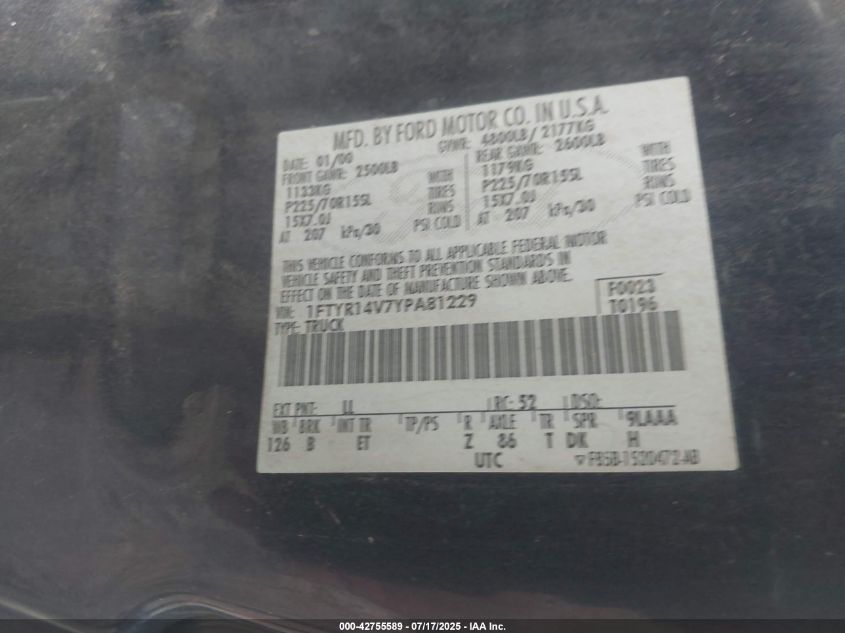 MFD. BY FORD MOTOR CO. IN U.S.A.
DATE: 01/00 GVWR: 4800LB / 2177KG
FRONT GAWR: 2500LB REAR GAWR: 2600LB
1133KG WITH 1179KG WITH
P225/70R15SL TIRES P225/70R15SL TIRES
15X7.0J RIMS 15X7.0J RIMS
AT 207 kPa/30 PSI COLD AT 207 kPa/30 PSI COLD
THIS VEHICLE CONFORMS TO ALL APPLICABLE FEDERAL MOTOR
VEHICLE SAFETY AND THEFT PREVENTION STANDARDS IN
EFFECT ON THE DATE OF MANUFACTURE SHOWN ABOVE.
VIN: 1FTYR14V7YPA81229 F0023
TYPE: TRUCK T0196
EXT PNT: LL RC: 52 DSO:
WB BRK INT TR TP/PS R AXLE TR SPR 9LAAA
126 B ET Z 86 T DK H
UTC ▽ F85B-1520472-AB
000-42755589 - 07/17/2025 - IAA Inc.